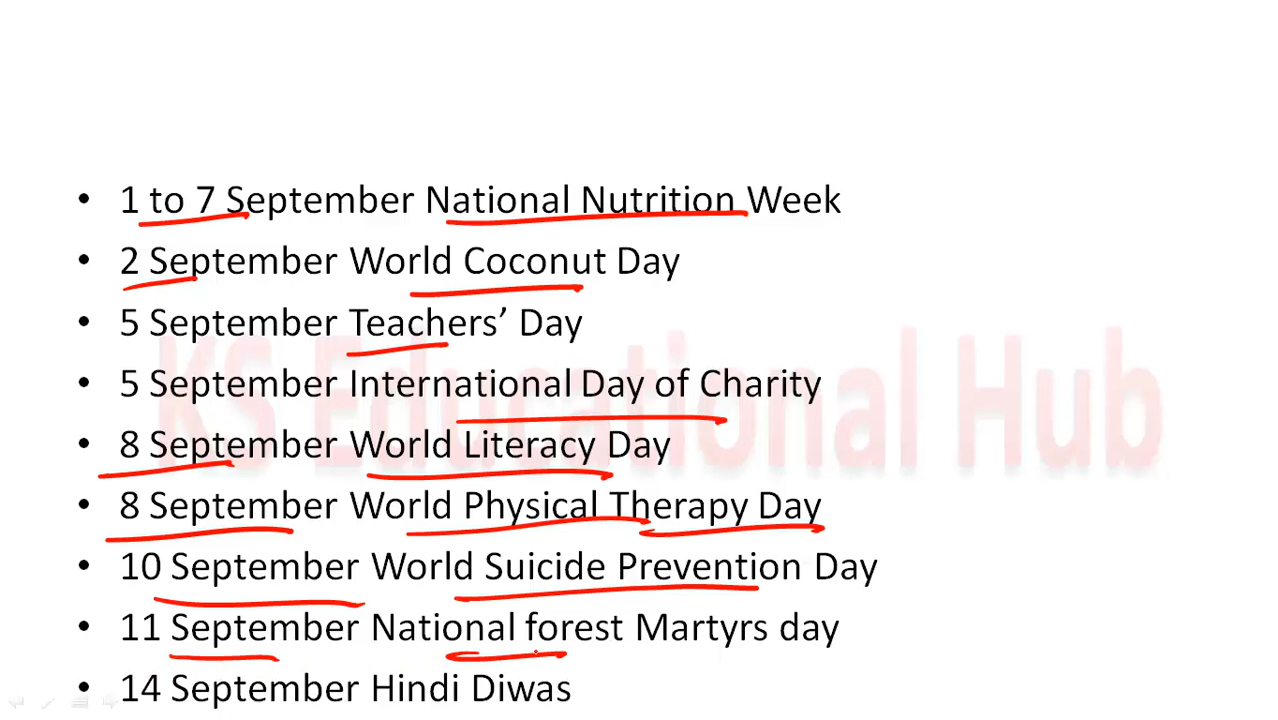 • 1 to 7 September National Nutrition Week
• 2 September World Coconut Day
• 5 September Teachers’ Day
• 5 September International Day of Charity
• 8 September World Literacy Day
• 8 September World Physical Therapy Day
• 10 September World Suicide Prevention Day
• 11 September National forest Martyrs day
• 14 September Hindi Diwas
KS Educational Hub